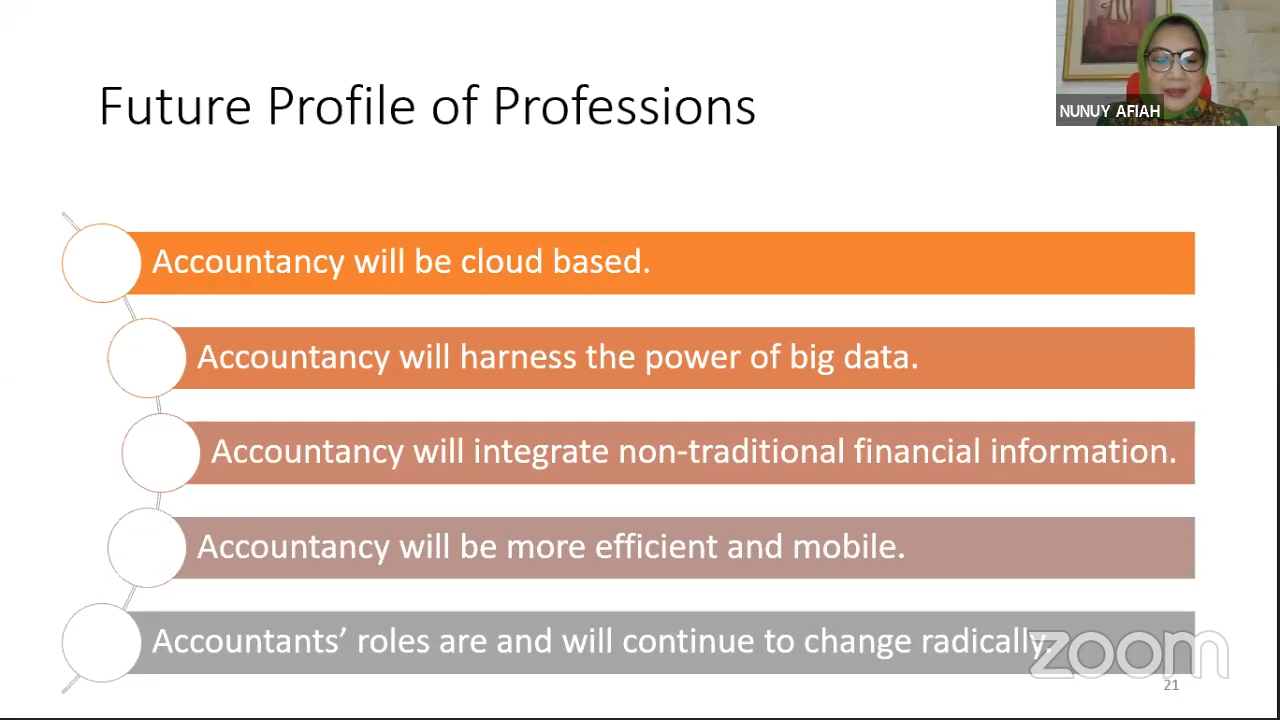 Future Profile of Professions
NUNUY AFIAH
Accountancy will be cloud based.
Accountancy will harness the power of big data.
Accountancy will integrate non-traditional financial information.
Accountancy will be more efficient and mobile.
Accountants’ roles are and will continue to change radically.
zoom
21